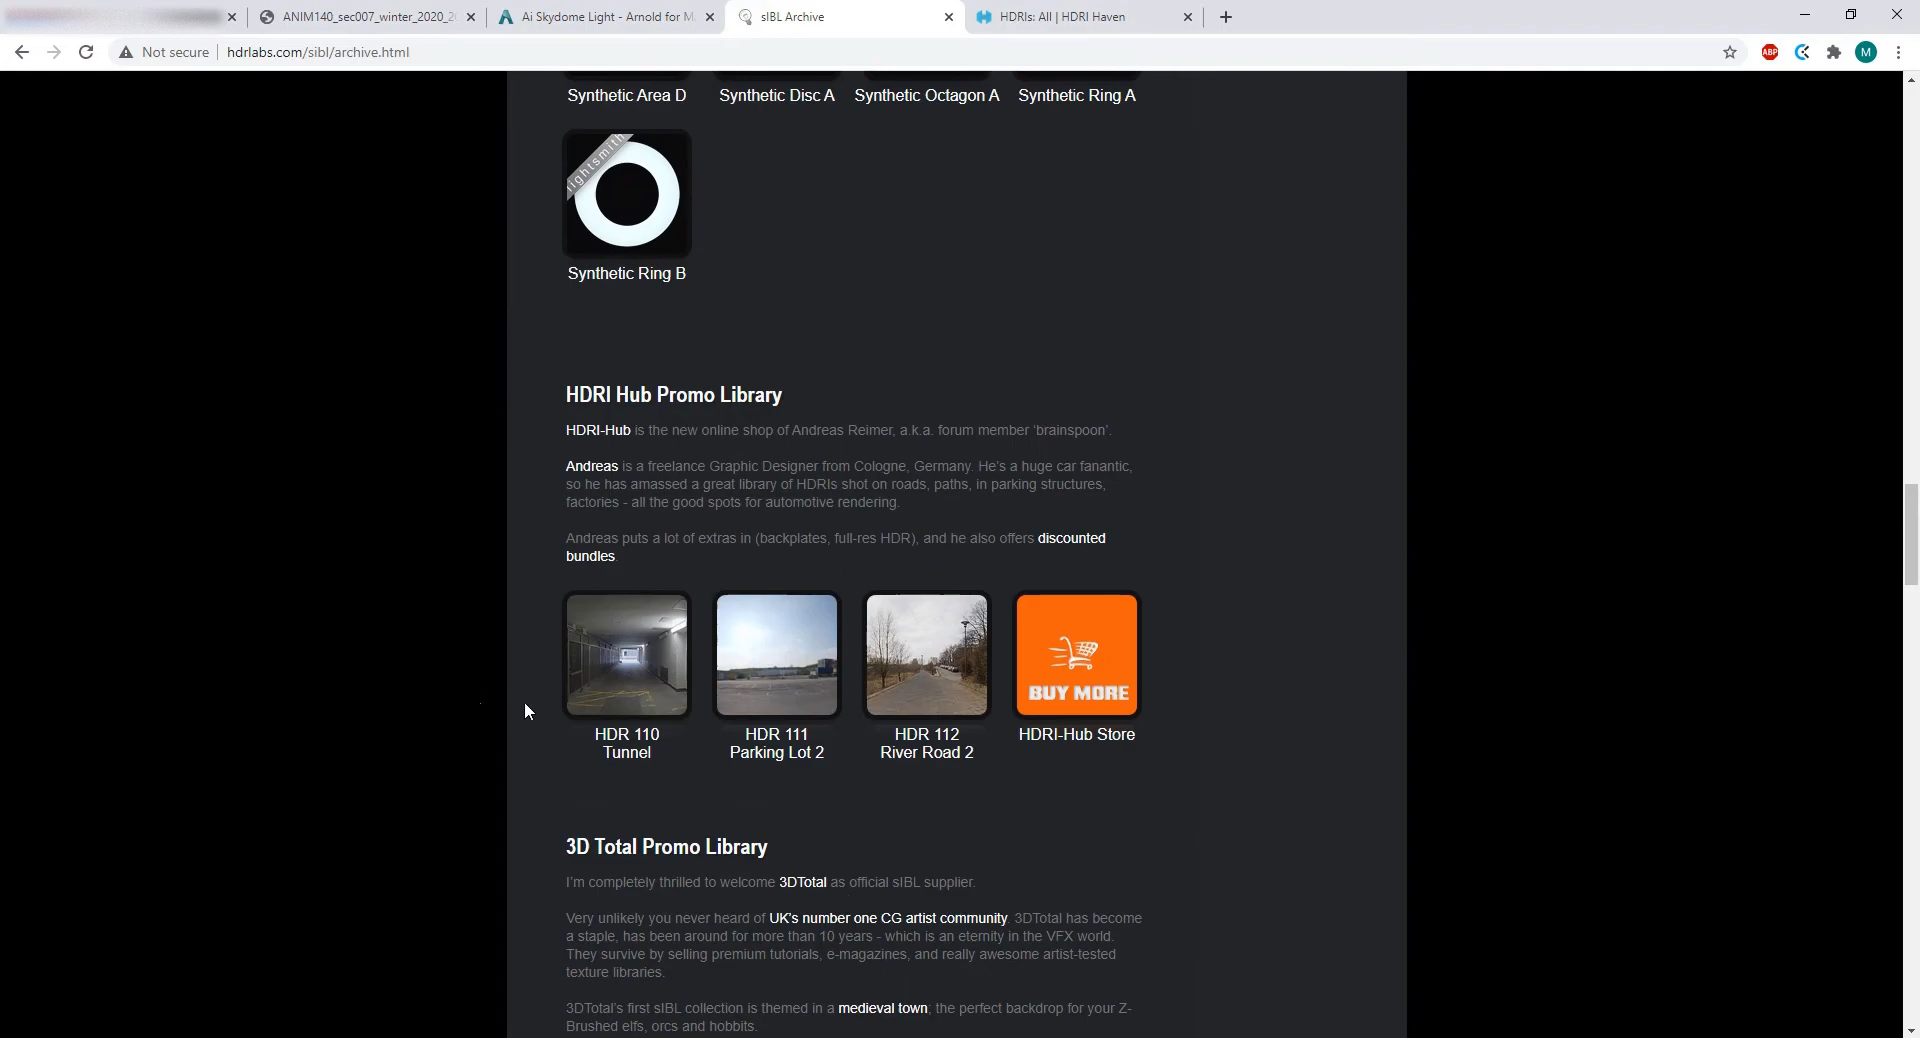 ANIM140_sec007_winter_2020_2
Ai Skydome Light - Arnold for M
sIBL Archive
HDRIs: All | HDRI Haven
Not secure
hdrlabs.com/sibl/archive.html
ABP
M
Synthetic Area D
Synthetic Disc A
Synthetic Octagon A
Synthetic Ring A
lightsmith
Synthetic Ring B
HDRI Hub Promo Library
HDRI-Hub is the new online shop of Andreas Reimer, a.k.a. forum member ‘brainspoon’.
Andreas is a freelance Graphic Designer from Cologne, Germany. He’s a huge car fanantic,
so he has amassed a great library of HDRIs shot on roads, paths, in parking structures,
factories - all the good spots for automotive rendering.
Andreas puts a lot of extras in (backplates, full-res HDR), and he also offers discounted
bundles.
BUY MORE
HDR 110
Tunnel
HDR 111
Parking Lot 2
HDR 112
River Road 2
HDRI-Hub Store
3D Total Promo Library
I’m completely thrilled to welcome 3DTotal as official sIBL supplier.
Very unlikely you never heard of UK’s number one CG artist community. 3DTotal has become
a staple, has been around for more than 10 years - which is an eternity in the VFX world.
They survive by selling premium tutorials, e-magazines, and really awesome artist-tested
texture libraries.
3DTotal’s first sIBL collection is themed in a medieval town; the perfect backdrop for your Z-
Brushed elfs, orcs and hobbits.